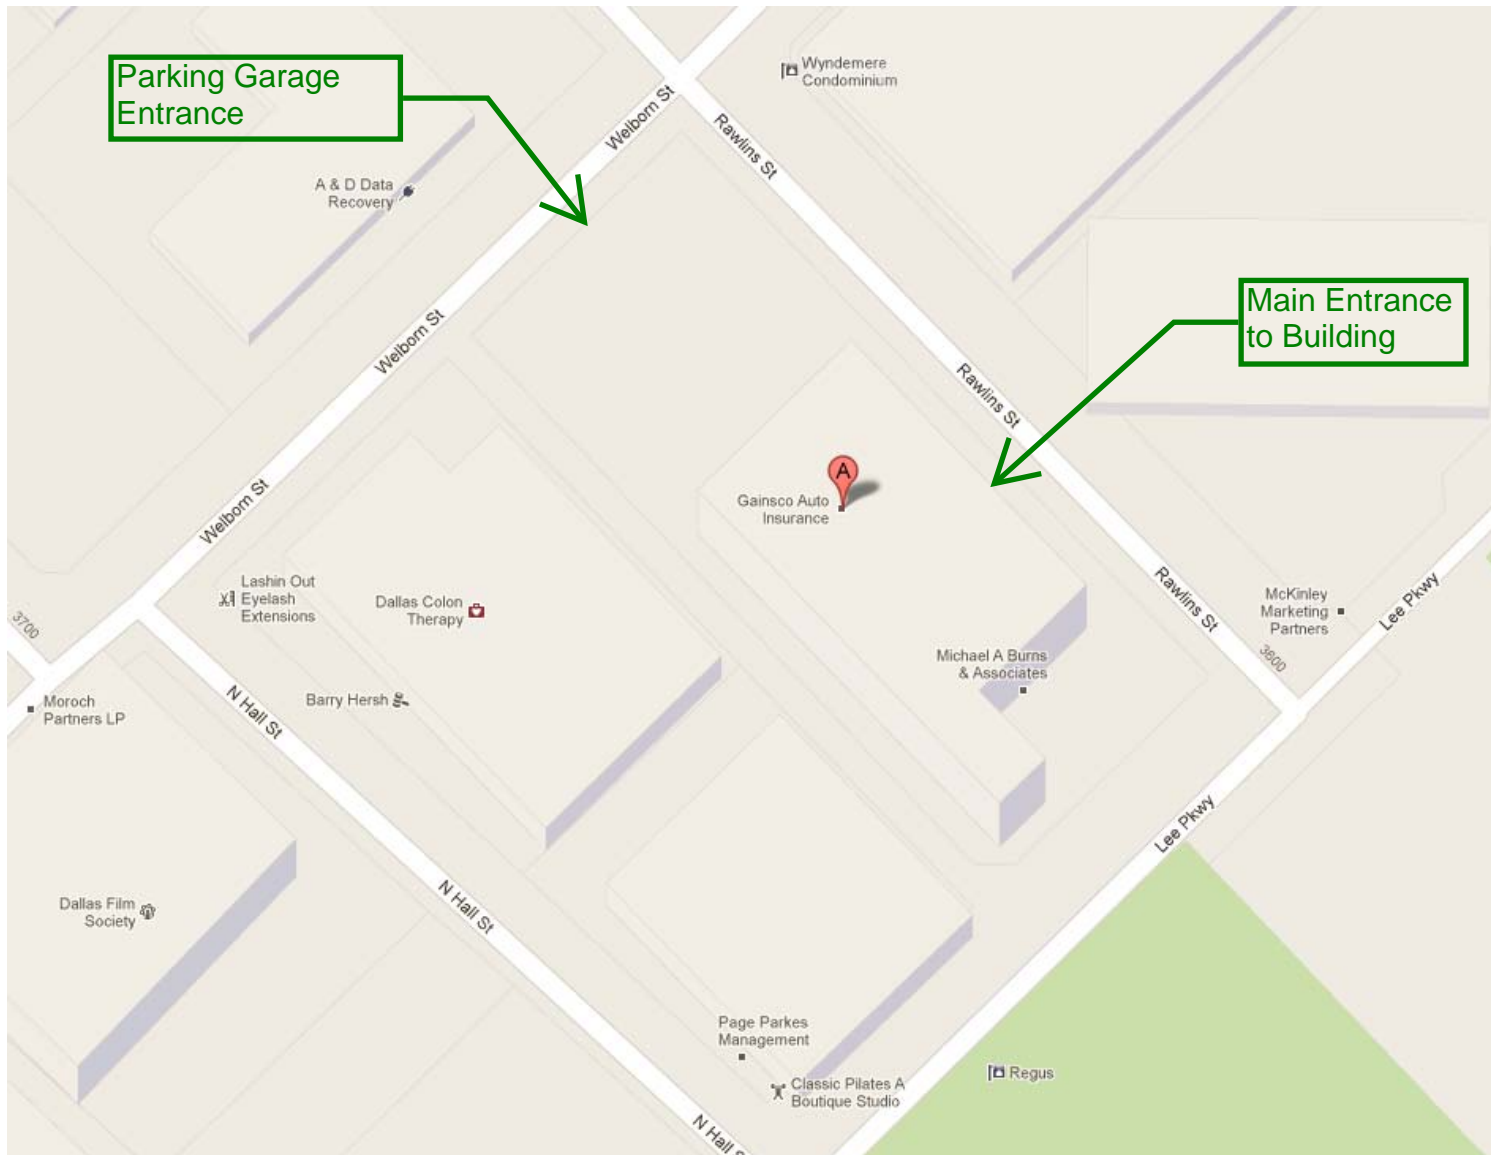 Parking Garage
Entrance
Wyndemere
Condominium
Welborn St
Rawlins St
A & D Data
Recovery
Main Entrance
to Building
Welborn St
Rawlins St
A
Gainsco Auto
Insurance
Welborn St
Lashin Out
Eyelash
Extensions
Dallas Colon
Therapy
Rawlins St
McKinley
Marketing
Partners
Lee Pkwy
3700
3600
Michael A Burns
& Associates
Moroch
Partners LP
N Hall St
Barry Hersh
Lee Pkwy
Dallas Film
Society
N Hall St
Page Parkes
Management
Regus
Classic Pilates A
Boutique Studio
N Hall